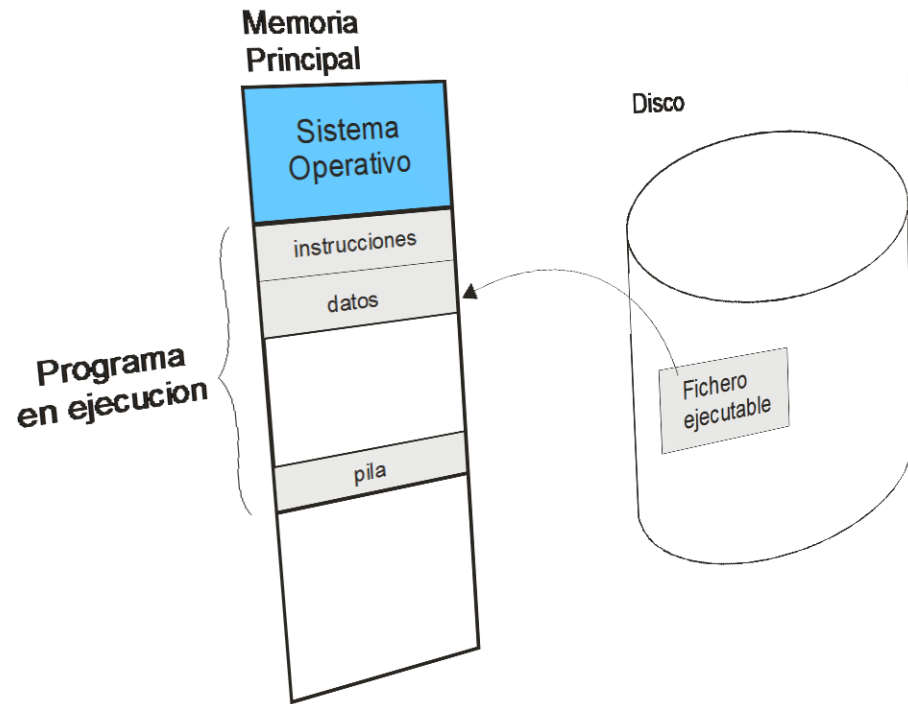 Memoria
Principal
Disco
Sistema
Operativo
instrucciones
datos
Programa
en ejecucion
Fichero
ejecutable
pila